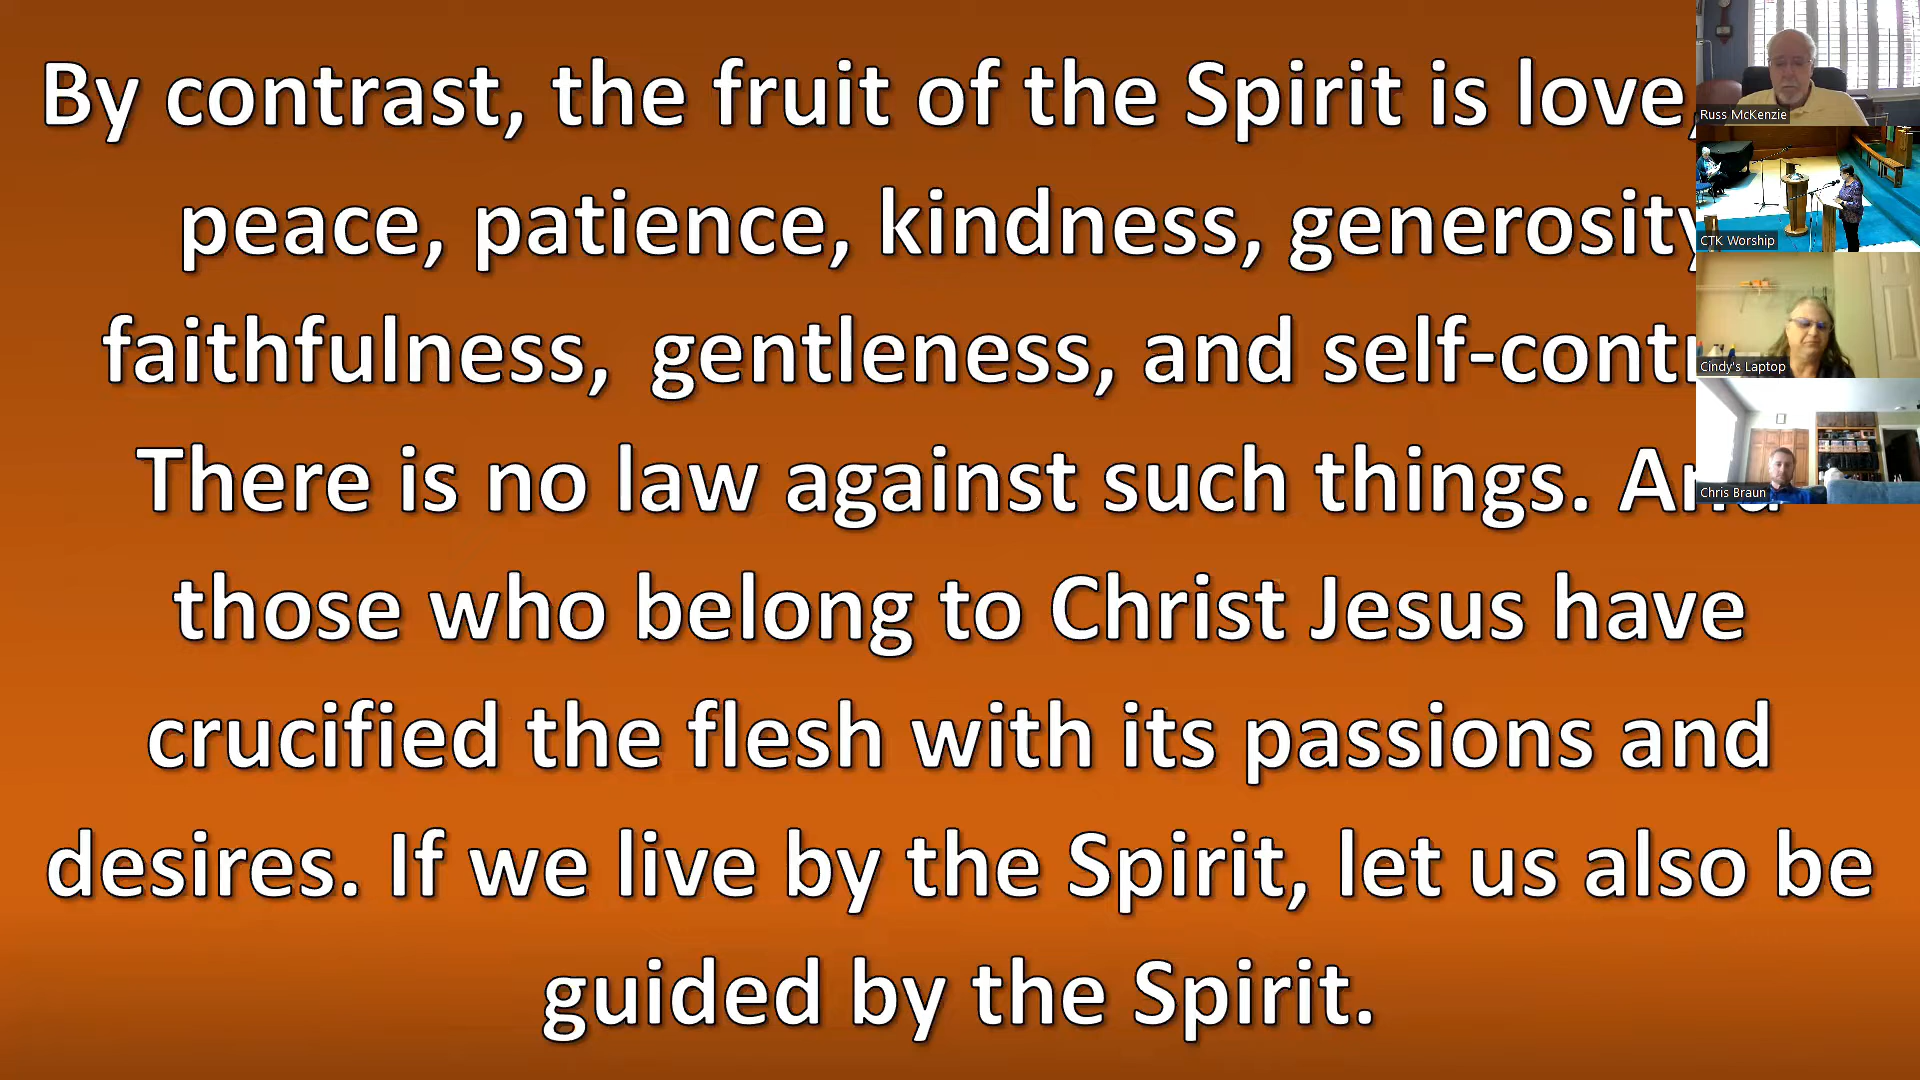 By contrast, the fruit of the Spirit is love,
peace, patience, kindness, generosity
faithfulness, gentleness, and self-contr
There is no law against such things. And
those who belong to Christ Jesus have
crucified the flesh with its passions and
desires. If we live by the Spirit, let us also be
guided by the Spirit.
Russ McKenzie
CTK Worship
Cindy's Laptop
Chris Braun